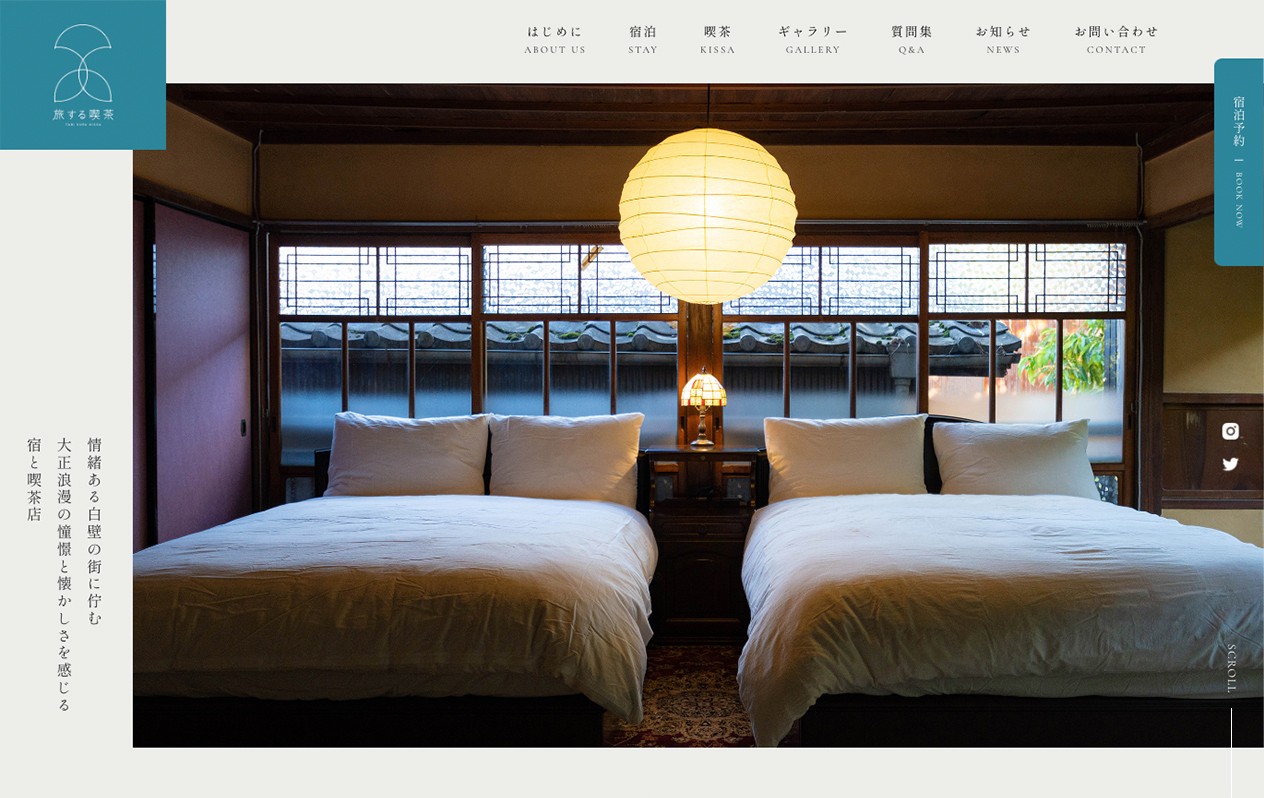 旅する喫茶
tabi suru kissa
はじめに
ABOUT US
宿泊
STAY
喫茶
KISSA
ギャラリー
GALLERY
質問集
Q&A
お知らせ
NEWS
お問い合わせ
CONTACT
宿泊予約 — BOOK NOW
情緒ある白壁の街に佇む
大正浪漫の憧憬と懐かしさを感じる
宿と喫茶店
SCROLL